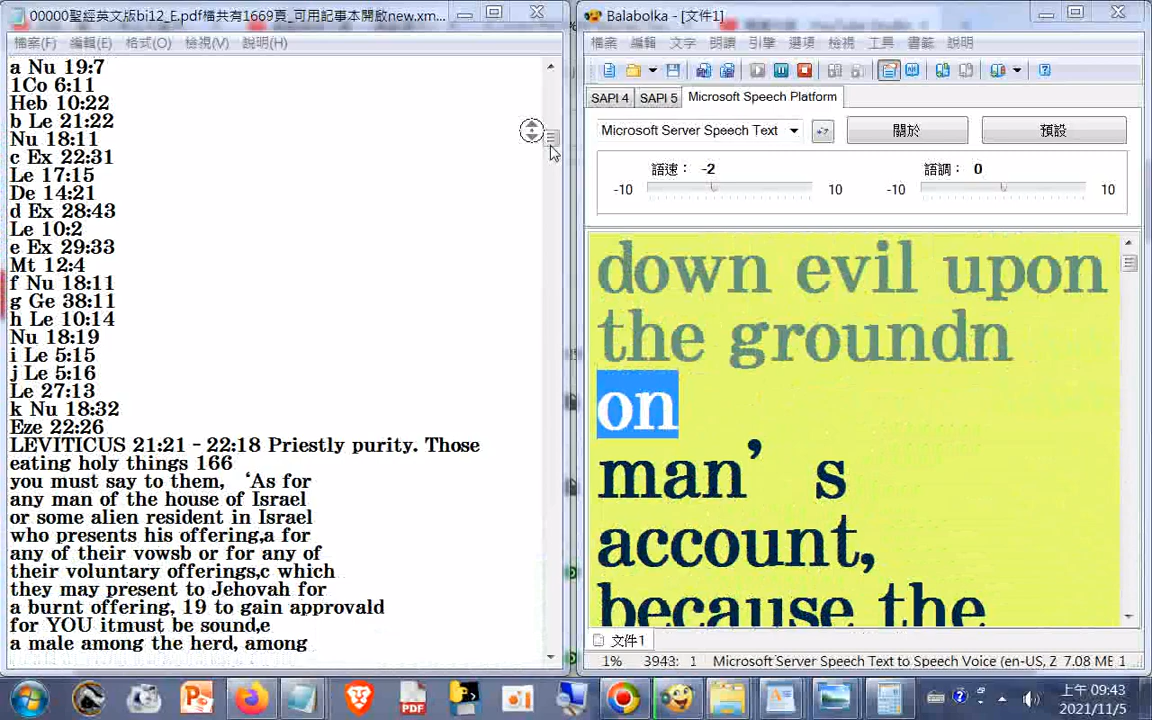 00000聖經英文版bi12_E.pdf檔共有1669頁_可用記事本開啟new.xm...
檔案(F) 編輯(E) 格式(O) 檢視(V) 說明(H)
a Nu 19:7
1Co 6:11
Heb 10:22
b Le 21:22
Nu 18:11
c Ex 22:31
Le 17:15
De 14:21
d Ex 28:43
Le 10:2
e Ex 29:33
Mt 12:4
f Nu 18:11
g Ge 38:11
h Le 10:14
Nu 18:19
i Le 5:15
j Le 5:16
Le 27:13
k Nu 18:32
Eze 22:26
LEVITICUS 21:21 - 22:18 Priestly purity. Those
eating holy things 166
you must say to them, ‘As for
any man of the house of Israel
or some alien resident in Israel
who presents his offering,a for
any of their vowsb or for any of
their voluntary offerings,c which
they may present to Jehovah for
a burnt offering, 19 to gain approvald
for YOU itmust be sound,e
a male among the herd, among
Balabolka - [文件1]
檔案 編輯 文字 朗讀 引擎 選項 檢視 工具 書籤 說明
SAPI 4 SAPI 5 Microsoft Speech Platform
Microsoft Server Speech Text 關於 預設
語速： -2 語調： 0
-10 10 -10 10
down evil upon
the groundn
on
man’s
account,
because the
文件1
1% 3943: 1 Microsoft Server Speech Text to Speech Voice (en-US, Z 7.08 MB 1
PDF
上午 09:43
2021/11/5